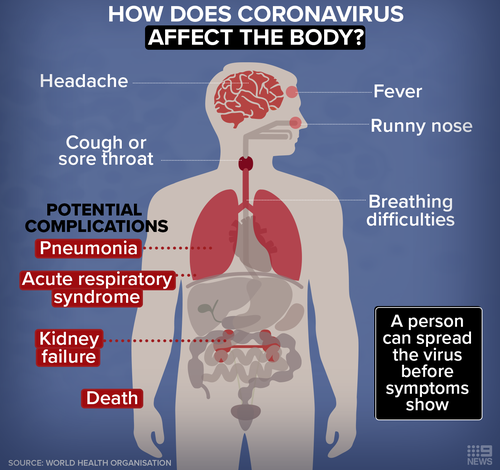 HOW DOES CORONAVIRUS
AFFECT THE BODY?
Headache
Fever
Runny nose
Cough or
sore throat
Breathing
difficulties
POTENTIAL
COMPLICATIONS
Pneumonia
Acute respiratory
syndrome
Kidney
failure
Death
A person
can spread
the virus
before
symptoms
show
SOURCE: WORLD HEALTH ORGANISATION
9
NEWS